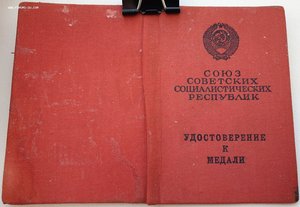 СОЮЗ
СОВЕТСКИХ
СОЦИАЛИСТИЧЕСКИХ
РЕСПУБЛИК
УДОСТОВЕРЕНИЕ
К
МЕДАЛИ